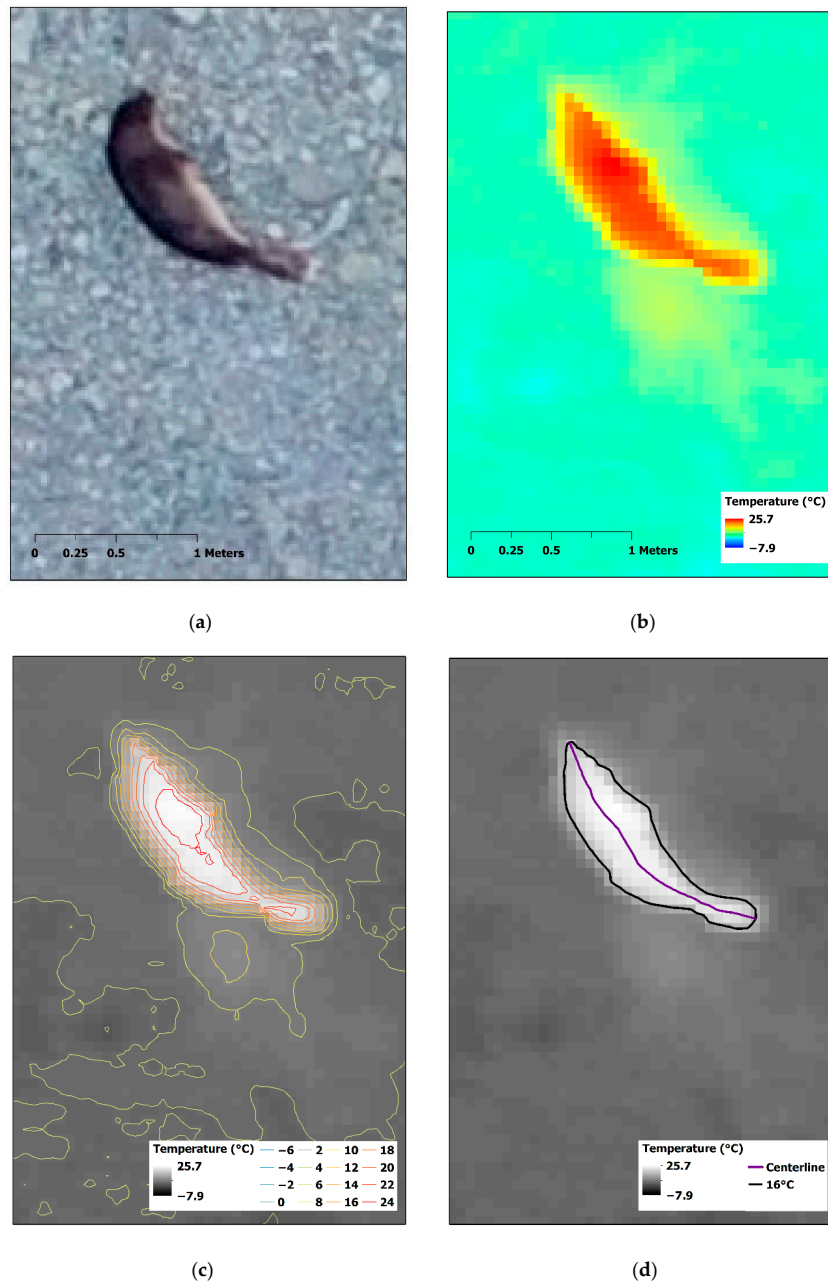 0 0.25 0.5 1 Meters
Temperature (°C)
25.7
−7.9
0 0.25 0.5 1 Meters
(a)
(b)
Temperature (°C)
25.7
−7.9
−6 2 10 18
−4 4 12 20
−2 6 14 22
0 8 16 24
Temperature (°C)
25.7
−7.9
Centerline
16°C
(c)
(d)